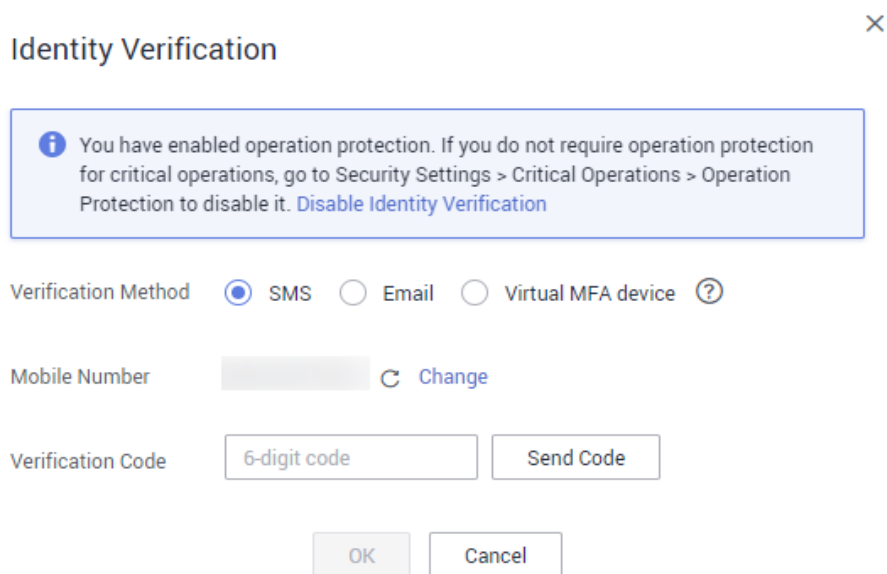 Identity Verification
You have enabled operation protection. If you do not require operation protection
for critical operations, go to Security Settings > Critical Operations > Operation
Protection to disable it. Disable Identity Verification
Verification Method SMS Email Virtual MFA device
Mobile Number Change
Verification Code 6-digit code Send Code
OK Cancel